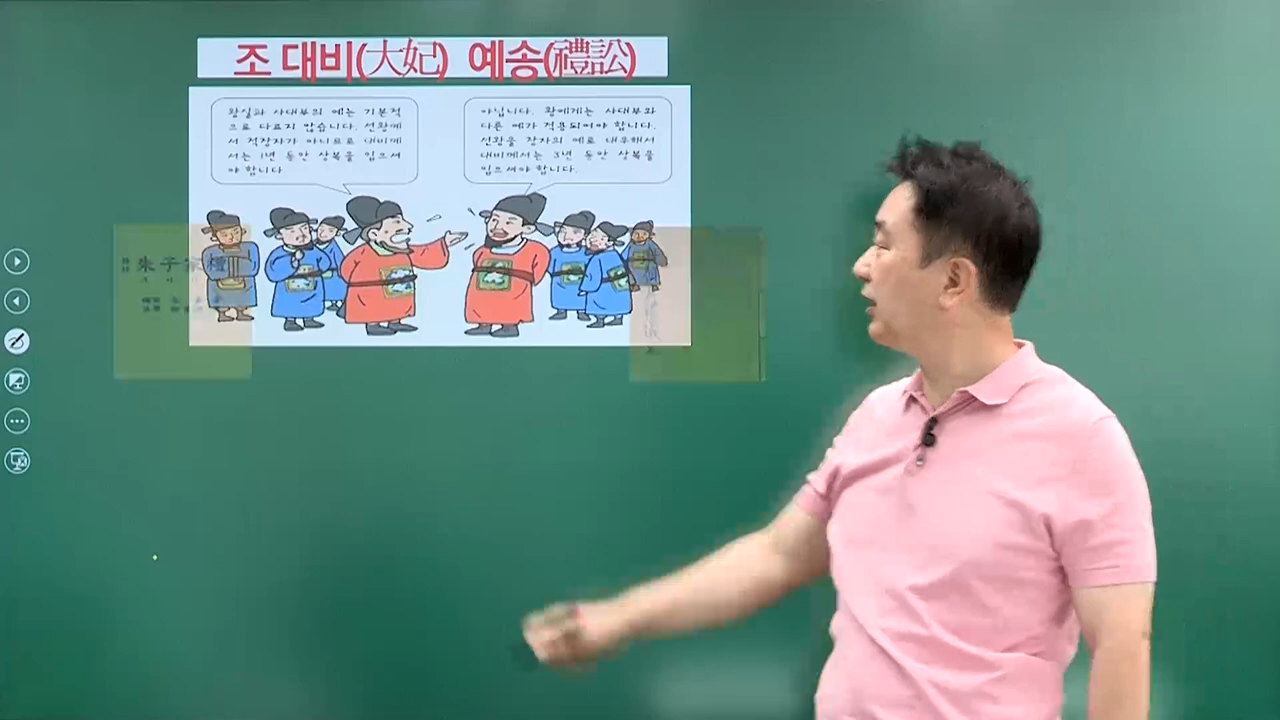 조 대비(大妃) 예송(禮訟)
왕실과 사대부의 예는 기본적
으로 다르지 않습니다. 선왕께
서 적장자가 아니므로 대비께
서는 1년 동안 상복을 입으셔
야 합니다
아닙니다. 왕에게는 사대부와
다른 예가 적용되어야 합니다.
선왕을 장자의 예로 대우해서
대비께서는 3년 동안 상복을
입으셔야 합니다.
朱子家禮